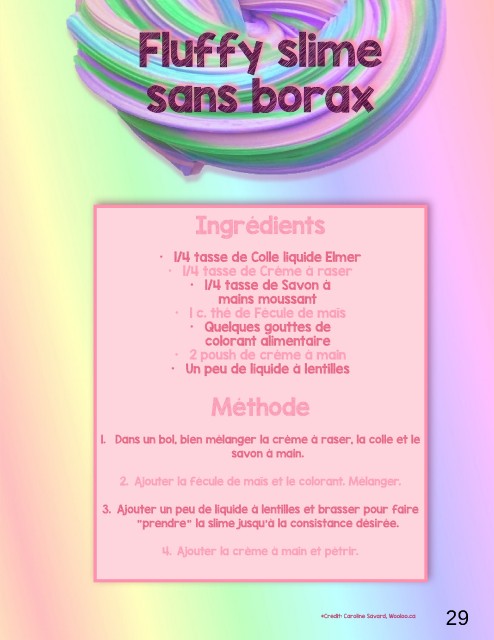 Fluffy slime
sans borax
Ingrédients
• 1/4 tasse de Colle liquide Elmer
• 1/4 tasse de Crème à raser
• 1/4 tasse de Savon à
mains moussant
• 1 c. thé de Fécule de maïs
• Quelques gouttes de
colorant alimentaire
• 2 poush de crème à main
• Un peu de liquide à lentilles
Méthode
1. Dans un bol, bien mélanger la crème à raser, la colle et le
savon à main.
2. Ajouter la fécule de maïs et le colorant. Mélanger.
3. Ajouter un peu de liquide à lentilles et brasser pour faire
"prendre" la slime jusqu'à la consistance désirée.
4. Ajouter la crème à main et pétrir.
*Credit: Caroline Savard, Wooloo.ca
29